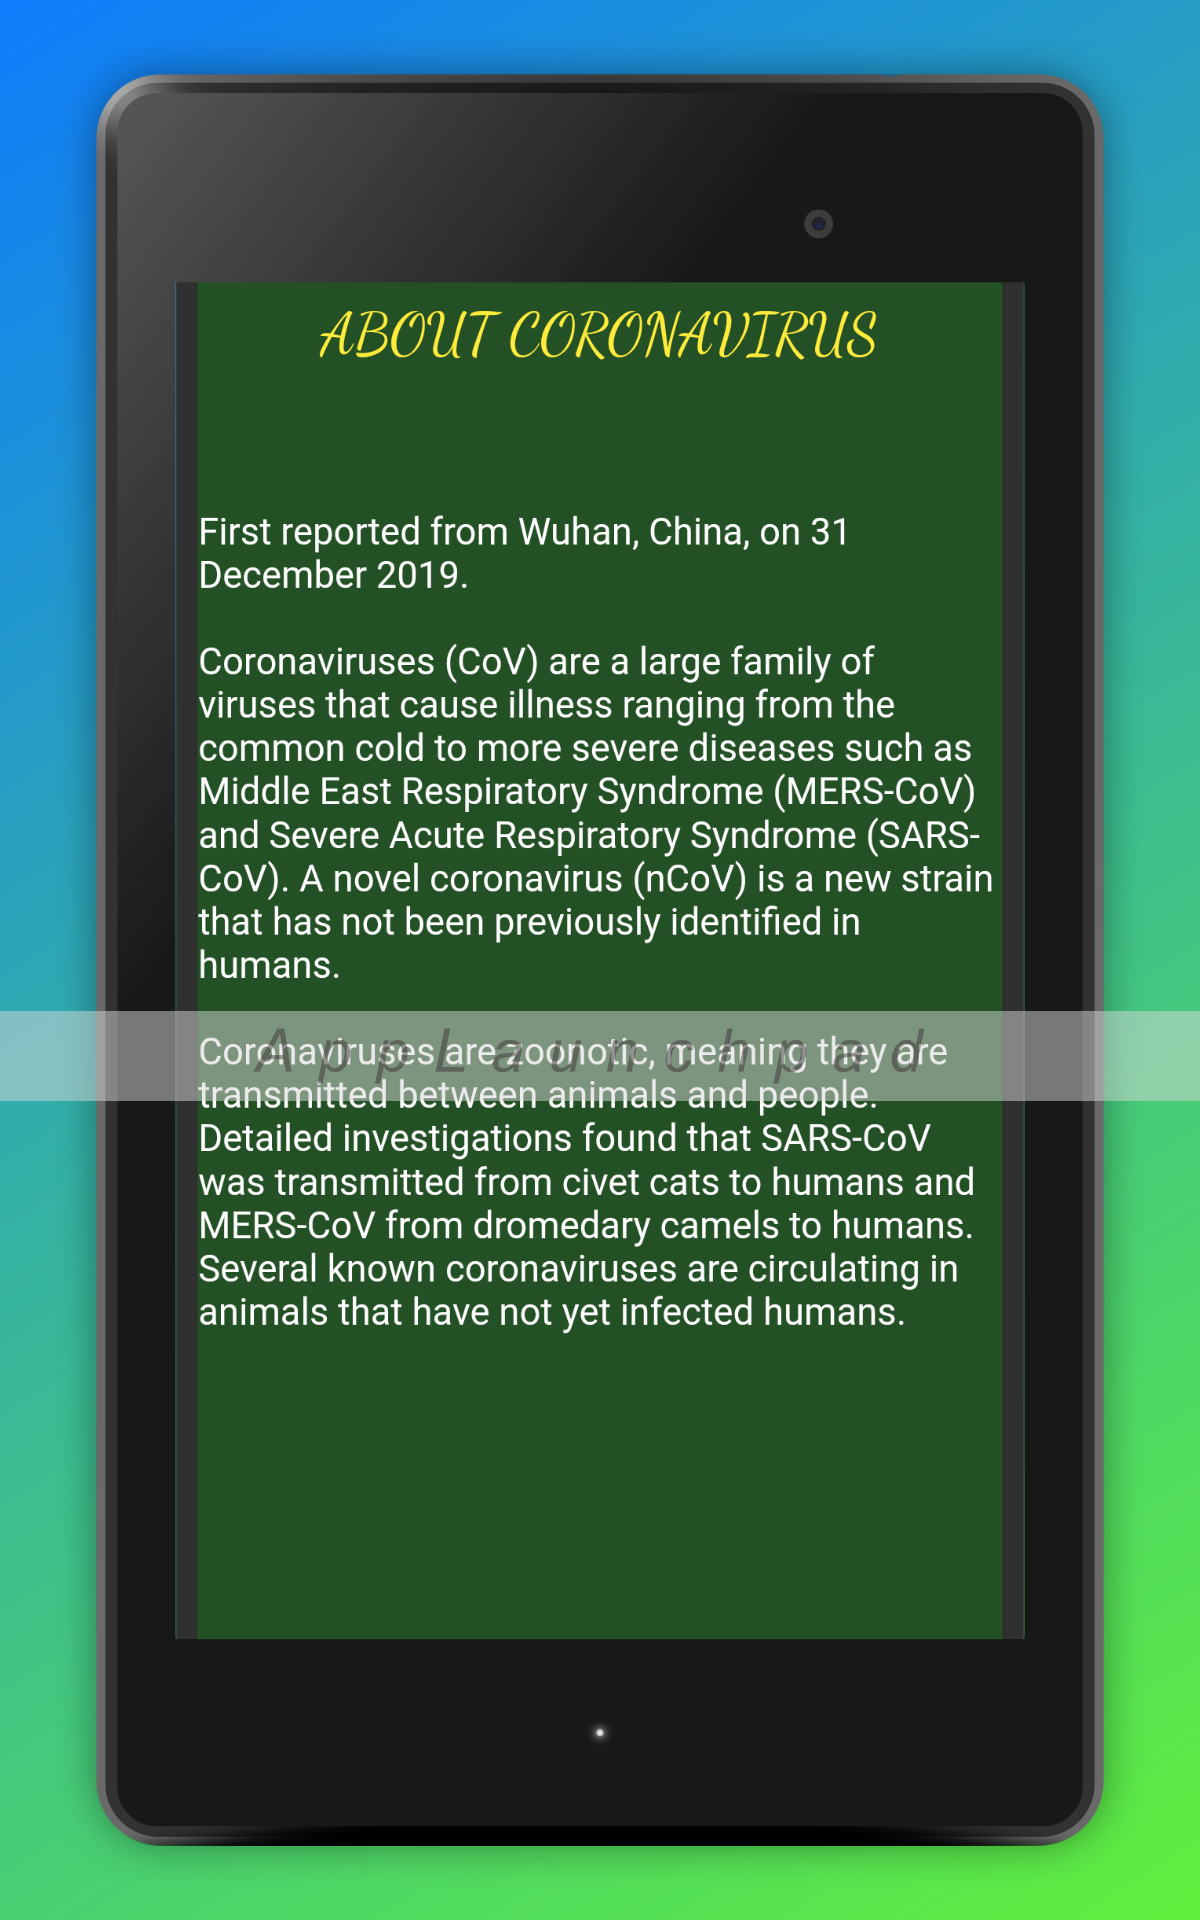 ABOUT CORONAVIRUS
First reported from Wuhan, China, on 31
December 2019.
Coronaviruses (CoV) are a large family of
viruses that cause illness ranging from the
common cold to more severe diseases such as
Middle East Respiratory Syndrome (MERS-CoV)
and Severe Acute Respiratory Syndrome (SARS-
CoV). A novel coronavirus (nCoV) is a new strain
that has not been previously identified in
humans.
Coronaviruses are zoonotic, meaning they are
AppLaunchpad
transmitted between animals and people.
Detailed investigations found that SARS-CoV
was transmitted from civet cats to humans and
MERS-CoV from dromedary camels to humans.
Several known coronaviruses are circulating in
animals that have not yet infected humans.